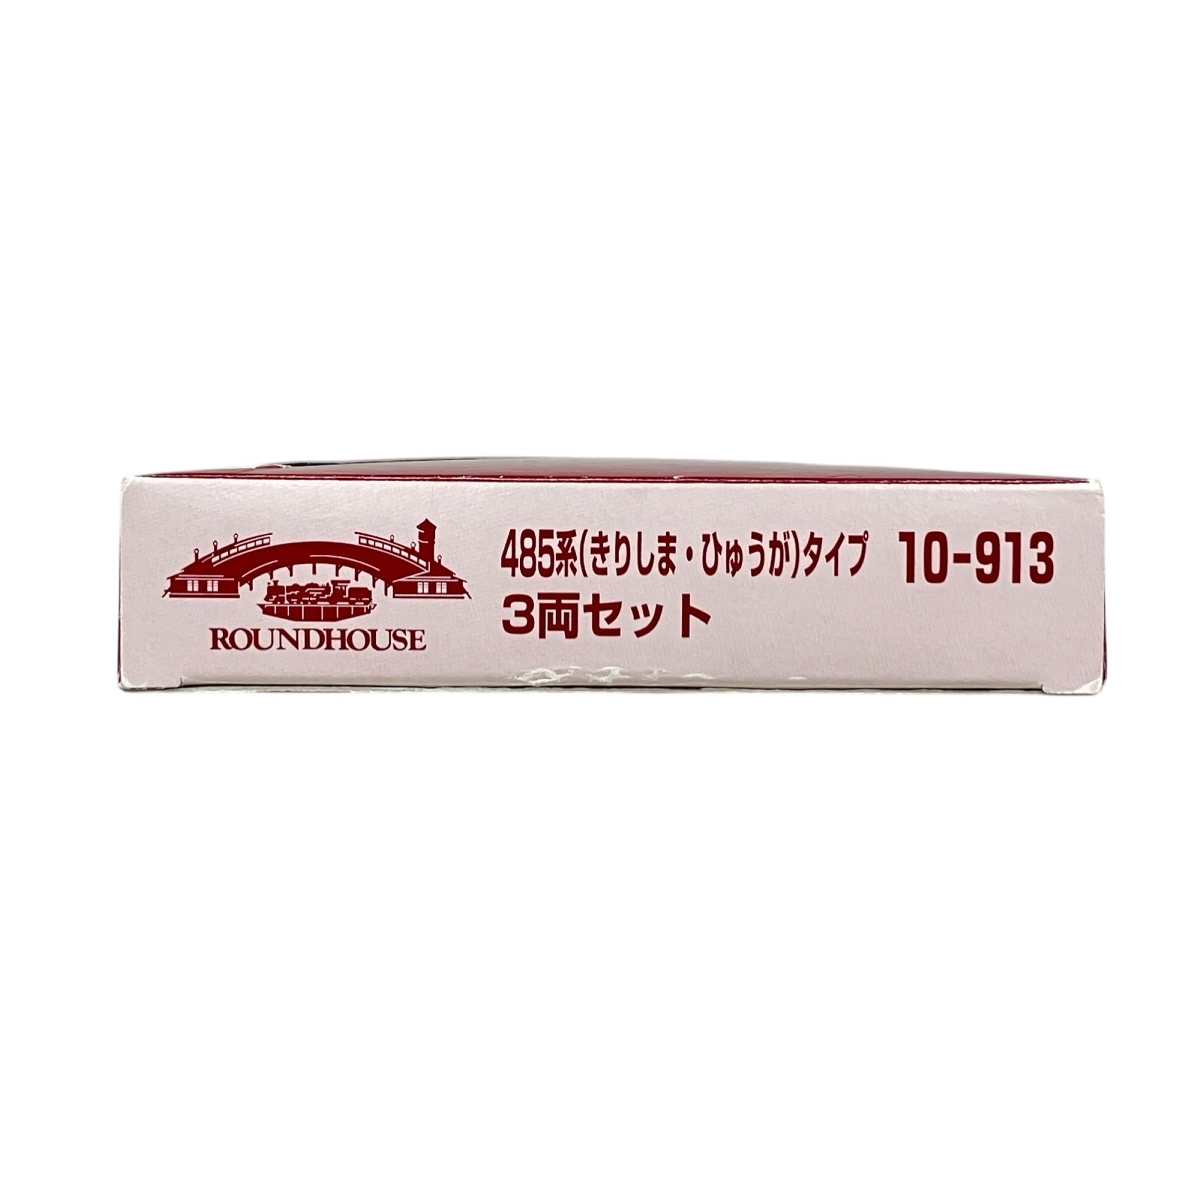 485系(きりしま・ひゅうが)タイプ 10-913
3両セット
ROUNDHOUSE